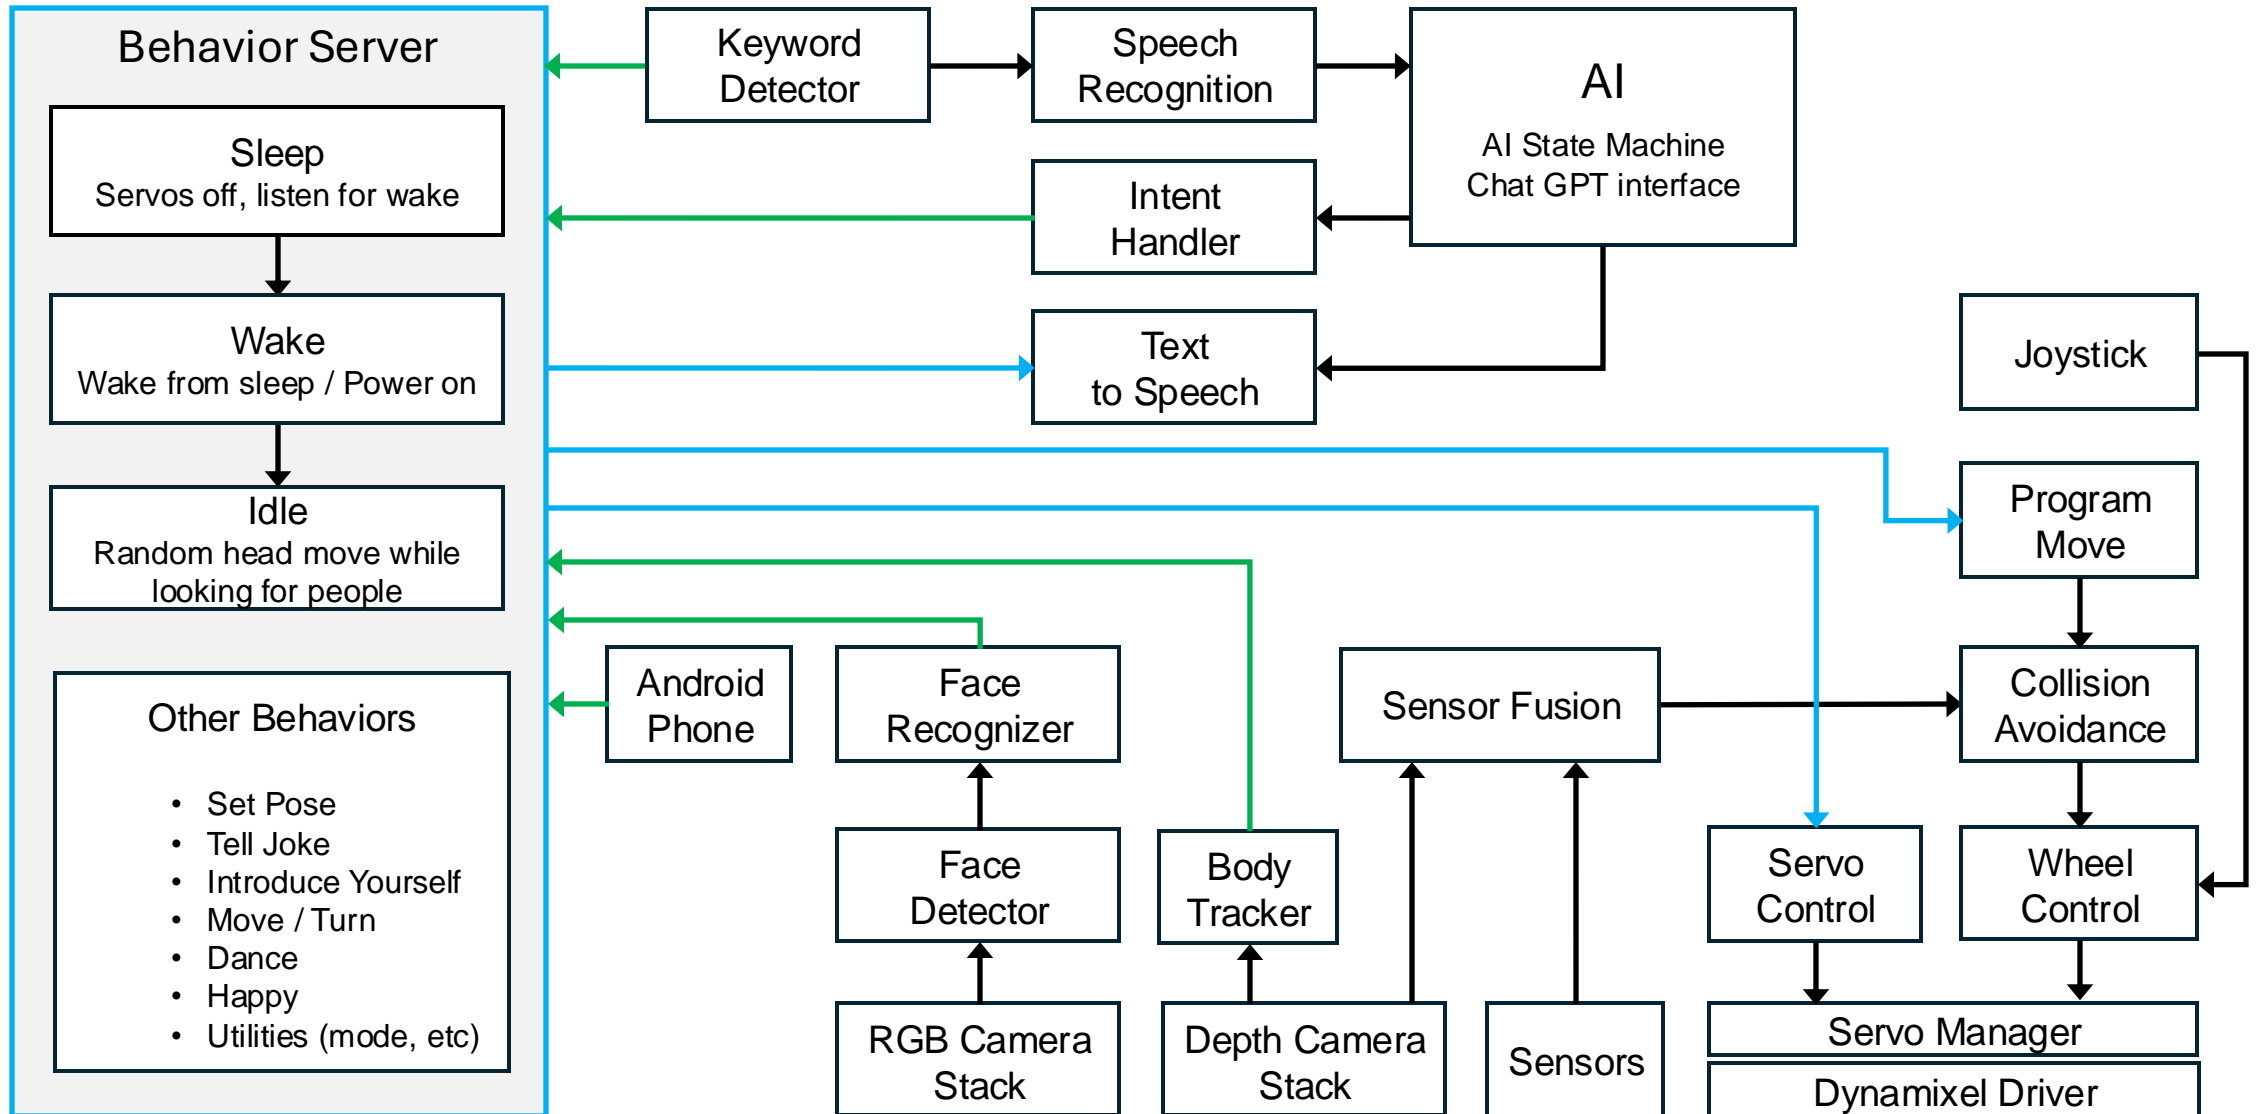 Behavior Server
Sleep
Servos off, listen for wake
Wake
Wake from sleep / Power on
Idle
Random head move while
looking for people
Other Behaviors
• Set Pose
• Tell Joke
• Introduce Yourself
• Move / Turn
• Dance
• Happy
• Utilities (mode, etc)
Keyword
Detector
Speech
Recognition
AI
AI State Machine
Chat GPT interface
Intent
Handler
Text
to Speech
Joystick
Program
Move
Android
Phone
Face
Recognizer
Sensor Fusion
Collision
Avoidance
Face
Detector
Body
Tracker
Servo
Control
Wheel
Control
RGB Camera
Stack
Depth Camera
Stack
Sensors
Servo Manager
Dynamixel Driver